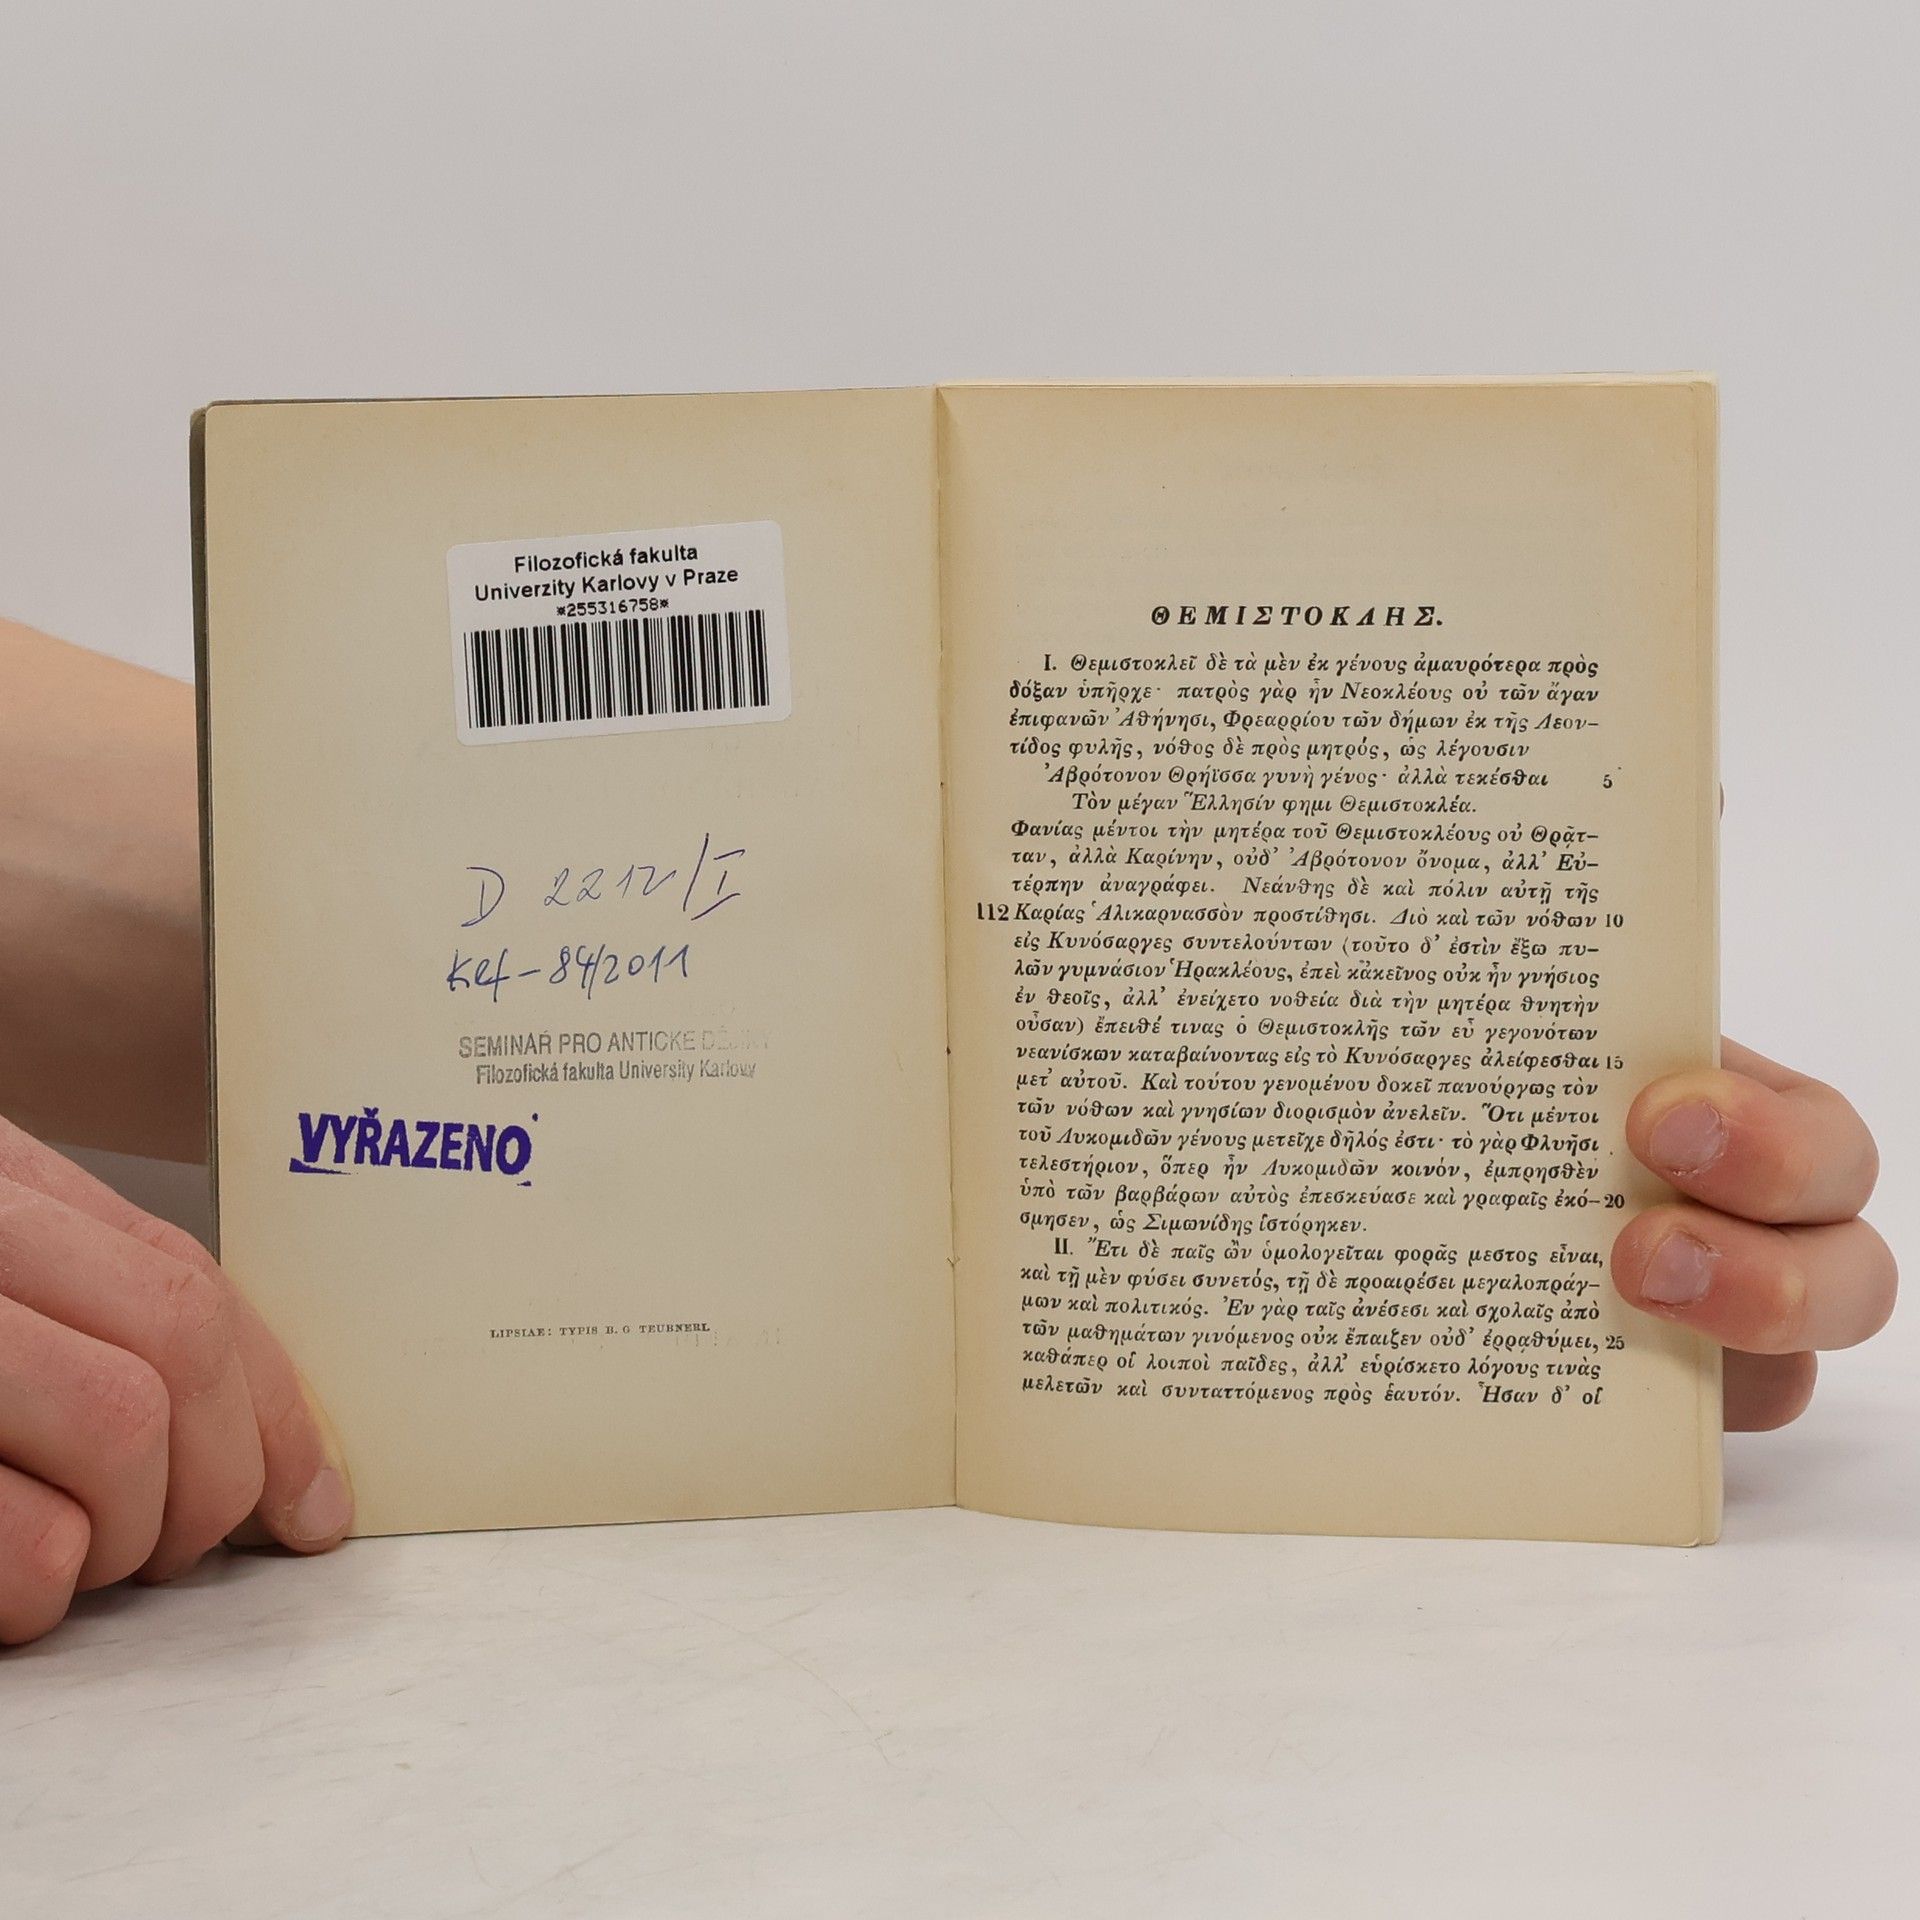 Filozofická fakulta
Univerzity Karlovy v Praze
*255316758*
D 2212/I
Kef-84/2011
SEMINÁŘ PRO ANTICKÉ DĚJINY
Filozofická fakulta University Karlovy
VYŘAZENO
LIPSIAE: TYPIS B. G TEUBNERI.
ΘΕΜΙΣΤΟΚΛΗΣ.
I. Θεμιστοκλεῖ δὲ τὰ μὲν ἐκ γένους ἀμαυρότερα πρὸς
δόξαν ὑπῆρχε· πατρὸς γὰρ ἦν Νεοκλέους οὐ τῶν ἄγαν
ἐπιφανῶν Ἀθήνησι, Φρεαρρίου τῶν δήμων ἐκ τῆς Λεον-
τίδος φυλῆς, νόθος δὲ πρὸς μητρός, ὡς λέγουσιν
Ἀβρότονον Θρήϊσσα γυνὴ γένος· ἀλλὰ τεκέσθαι 5
Τὸν μέγαν Ἕλλησίν φημι Θεμιστοκλέα.
Φανίας μέντοι τὴν μητέρα τοῦ Θεμιστοκλέους οὐ Θρᾷτ-
ταν, ἀλλὰ Καρίνην, οὐδ' Ἀβρότονον ὄνομα, ἀλλ' Εὐ-
τέρπην ἀναγράφει. Νεάνθης δὲ καὶ πόλιν αὐτῇ τῆς
112 Καρίας Ἁλικαρνασσὸν προστίθησι. Διὸ καὶ τῶν νόθων 10
εἰς Κυνόσαργες συντελούντων (τοῦτο δ' ἐστὶν ἔξω πυ-
λῶν γυμνάσιον Ἡρακλέους, ἐπεὶ κἀκεῖνος οὐκ ἦν γνήσιος
ἐν θεοῖς, ἀλλ' ἐνείχετο νοθείᾳ διὰ τὴν μητέρα θνητὴν
οὖσαν) ἔπειθέ τινας ὁ Θεμιστοκλῆς τῶν εὖ γεγονότων
νεανίσκων καταβαίνοντας εἰς τὸ Κυνόσαργες ἀλείφεσθαι 15
μετ' αὐτοῦ. Καὶ τούτου γενομένου δοκεῖ πανούργως τὸν
τῶν νόθων καὶ γνησίων διορισμὸν ἀνελεῖν. Ὅτι μέντοι
τοῦ Λυκομιδῶν γένους μετεῖχε δῆλός ἐστι· τὸ γὰρ Φλυῆσι
τελεστήριον, ὅπερ ἦν Λυκομιδῶν κοινόν, ἐμπρησθὲν
ὑπὸ τῶν βαρβάρων αὐτὸς ἐπεσκεύασε καὶ γραφαῖς ἐκό- 20
σμησεν, ὡς Σιμωνίδης ἱστόρηκεν.
II. Ἔτι δὲ παῖς ὢν ὁμολογεῖται φορᾶς μεστὸς εἶναι,
καὶ τῇ μὲν φύσει συνετός, τῇ δὲ προαιρέσει μεγαλοπράγ-
μων καὶ πολιτικός. Ἐν γὰρ ταῖς ἀνέσεσι καὶ σχολαῖς ἀπὸ
τῶν μαθημάτων γινόμενος οὐκ ἔπαιζεν οὐδ' ἐρρᾳθύμει, 25
καθάπερ οἱ λοιποὶ παῖδες, ἀλλ' εὑρίσκετο λόγους τινὰς
μελετῶν καὶ συνταττόμενος πρὸς ἑαυτόν. Ἦσαν δ' οἱ